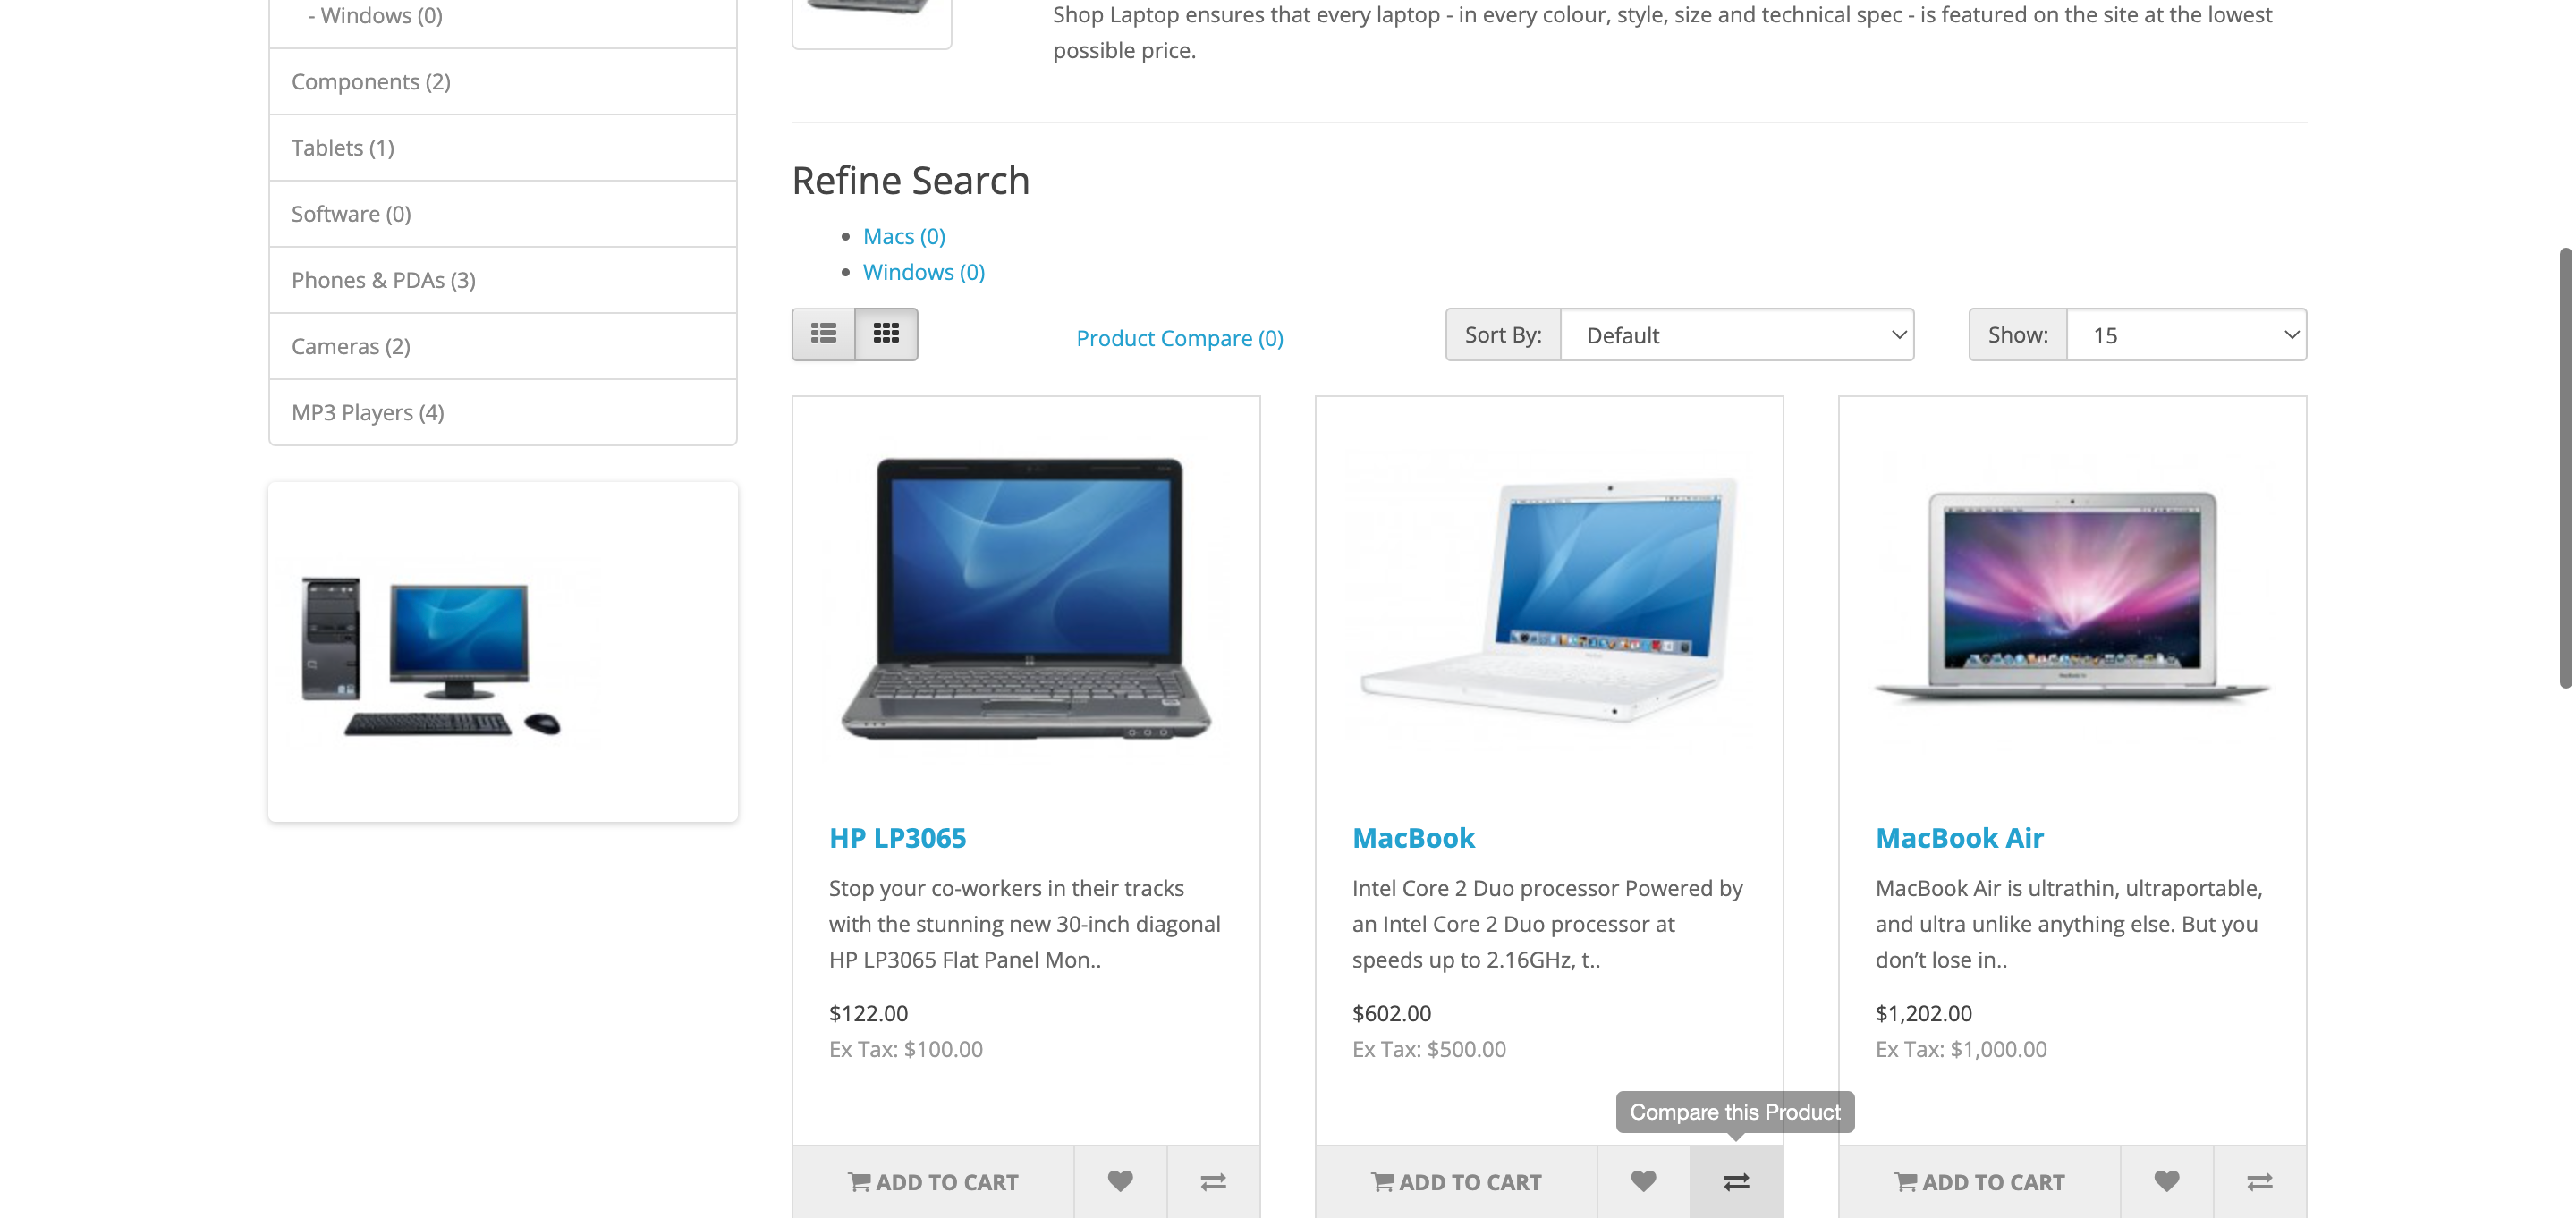 - Windows (0)
Components (2)
Tablets (1)
Software (0)
Phones & PDAs (3)
Cameras (2)
MP3 Players (4)
Shop Laptop ensures that every laptop - in every colour, style, size and technical spec - is featured on the site at the lowest
possible price.
Refine Search
Macs (0)
Windows (0)
Product Compare (0)
Sort By: Default
Show: 15
HP LP3065
Stop your co-workers in their tracks
with the stunning new 30-inch diagonal
HP LP3065 Flat Panel Mon..
$122.00
Ex Tax: $100.00
ADD TO CART
MacBook
Intel Core 2 Duo processor Powered by
an Intel Core 2 Duo processor at
speeds up to 2.16GHz, t..
$602.00
Ex Tax: $500.00
Compare this Product
ADD TO CART
MacBook Air
MacBook Air is ultrathin, ultraportable,
and ultra unlike anything else. But you
don’t lose in..
$1,202.00
Ex Tax: $1,000.00
ADD TO CART